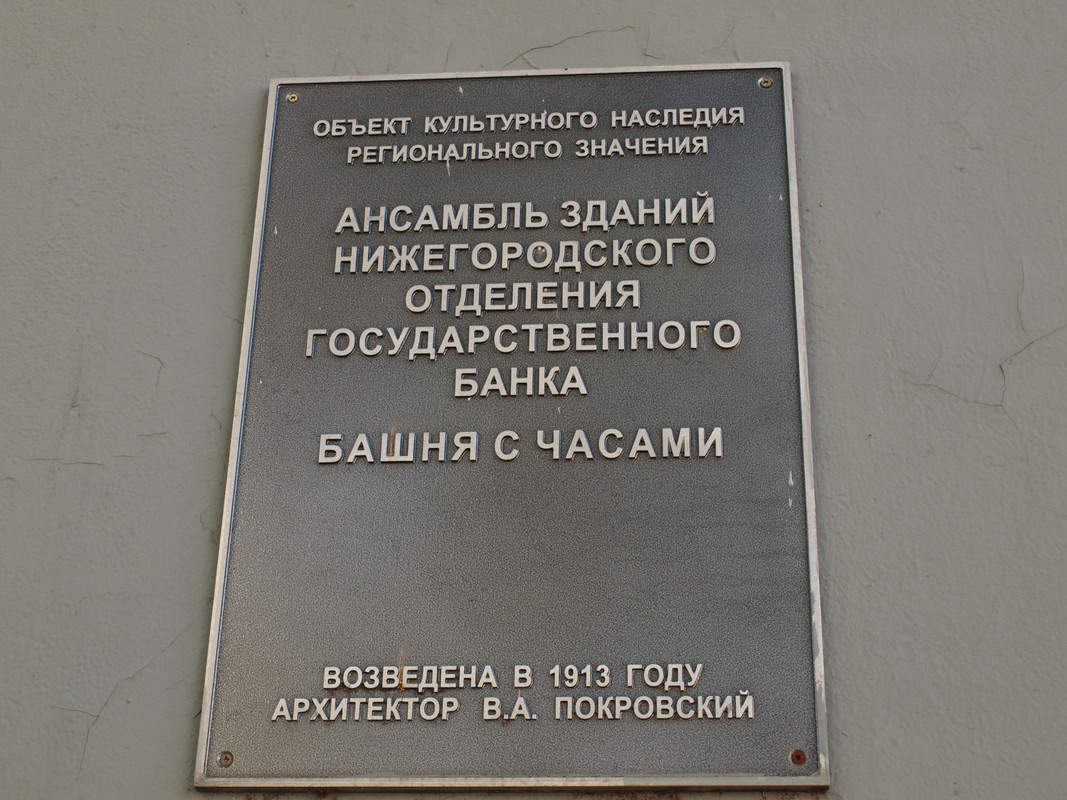 ОБЪЕКТ КУЛЬТУРНОГО НАСЛЕДИЯ
РЕГИОНАЛЬНОГО ЗНАЧЕНИЯ
АНСАМБЛЬ ЗДАНИЙ
НИЖЕГОРОДСКОГО
ОТДЕЛЕНИЯ
ГОСУДАРСТВЕННОГО
БАНКА
БАШНЯ С ЧАСАМИ
ВОЗВЕДЕНА В 1913 ГОДУ
АРХИТЕКТОР В.А. ПОКРОВСКИЙ